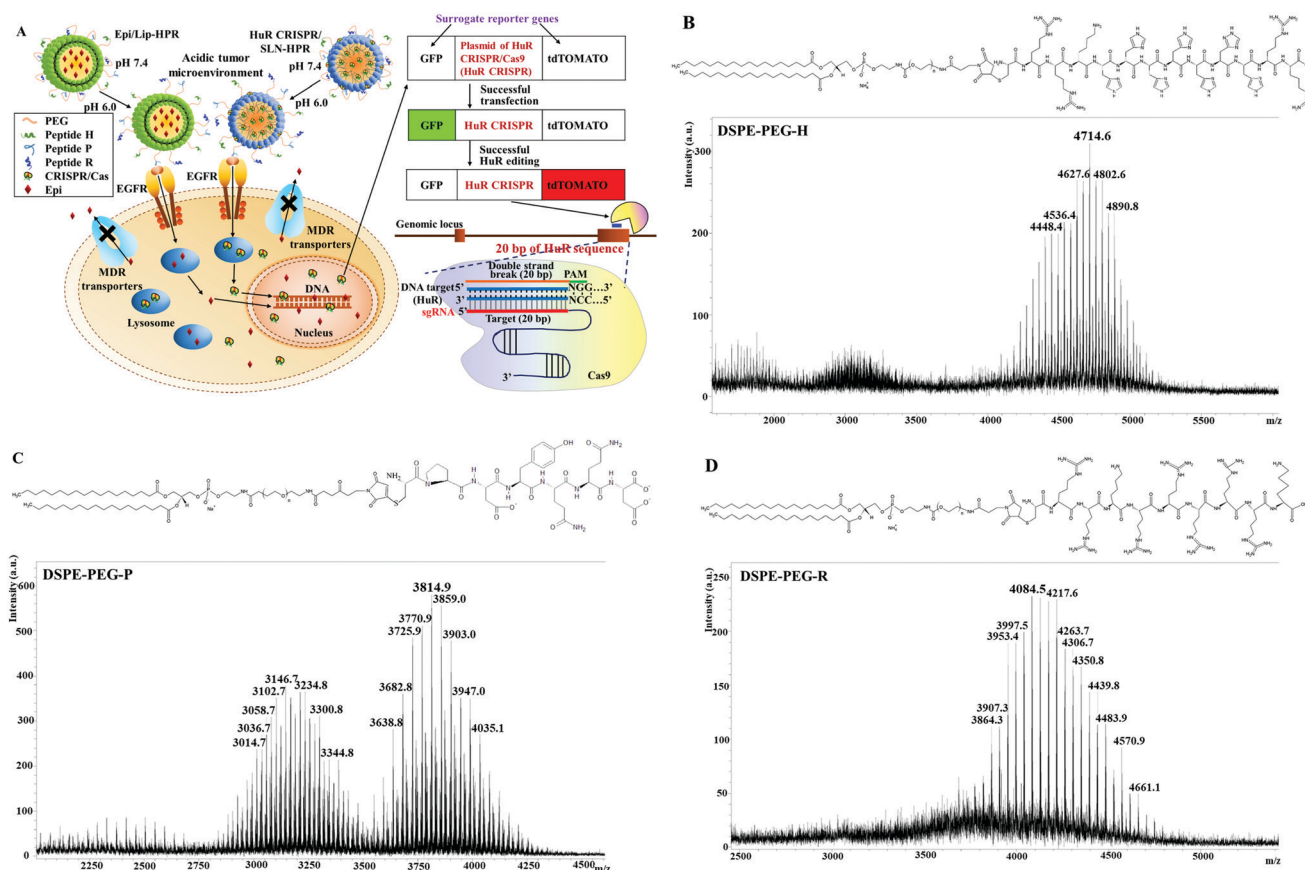 A
Epi/Lip-HPR
pH 7.4
Acidic tumor
microenvironment
HuR CRISPR/
SLN-HPR
pH 7.4
pH 6.0
pH 6.0
PEG
Peptide H
Peptide P
Peptide R
CRISPR/Cas
Epi
EGFR
EGFR
MDR
transporters
MDR
transporters
Lysosome
DNA
Nucleus
Surrogate reporter genes
GFP
Plasmid of HuR
CRISPR/Cas9
(HuR CRISPR)
tdTOMATO
Successful
transfection
GFP
HuR CRISPR
tdTOMATO
Successful
HuR editing
GFP
HuR CRISPR
tdTOMATO
Genomic locus
20 bp of HuR sequence
Double strand
break (20 bp)
PAM
DNA target 5’
NGG...3’
(HuR) 3’
NCC...5’
sgRNA 5’
Target (20 bp)
3’
Cas9
B
DSPE-PEG-H
Intensity (a.u.)
300
200
100
0
4714.6
4627.6
4802.6
4536.4
4448.4
4890.8
2000
3000
3500
4000
4500
5000
5500
m/z
C
DSPE-PEG-P
Intensity (a.u.)
600
500
400
300
200
100
0
3814.9
3859.0
3770.9
3725.9
3903.0
3682.8
3638.8
3947.0
4035.1
3146.7
3102.7
3234.8
3058.7
3300.8
3036.7
3014.7
3344.8
2250
2500
2750
3000
3250
3500
3750
4000
4250
4500
m/z
D
DSPE-PEG-R
Intensity (a.u.)
250
200
150
100
50
0
4084.5
4217.6
3997.5
4263.7
3953.4
4306.7
4350.8
3907.3
4439.8
3864.3
4483.9
4570.9
4661.1
2500
3000
3500
4000
4500
5000
m/z